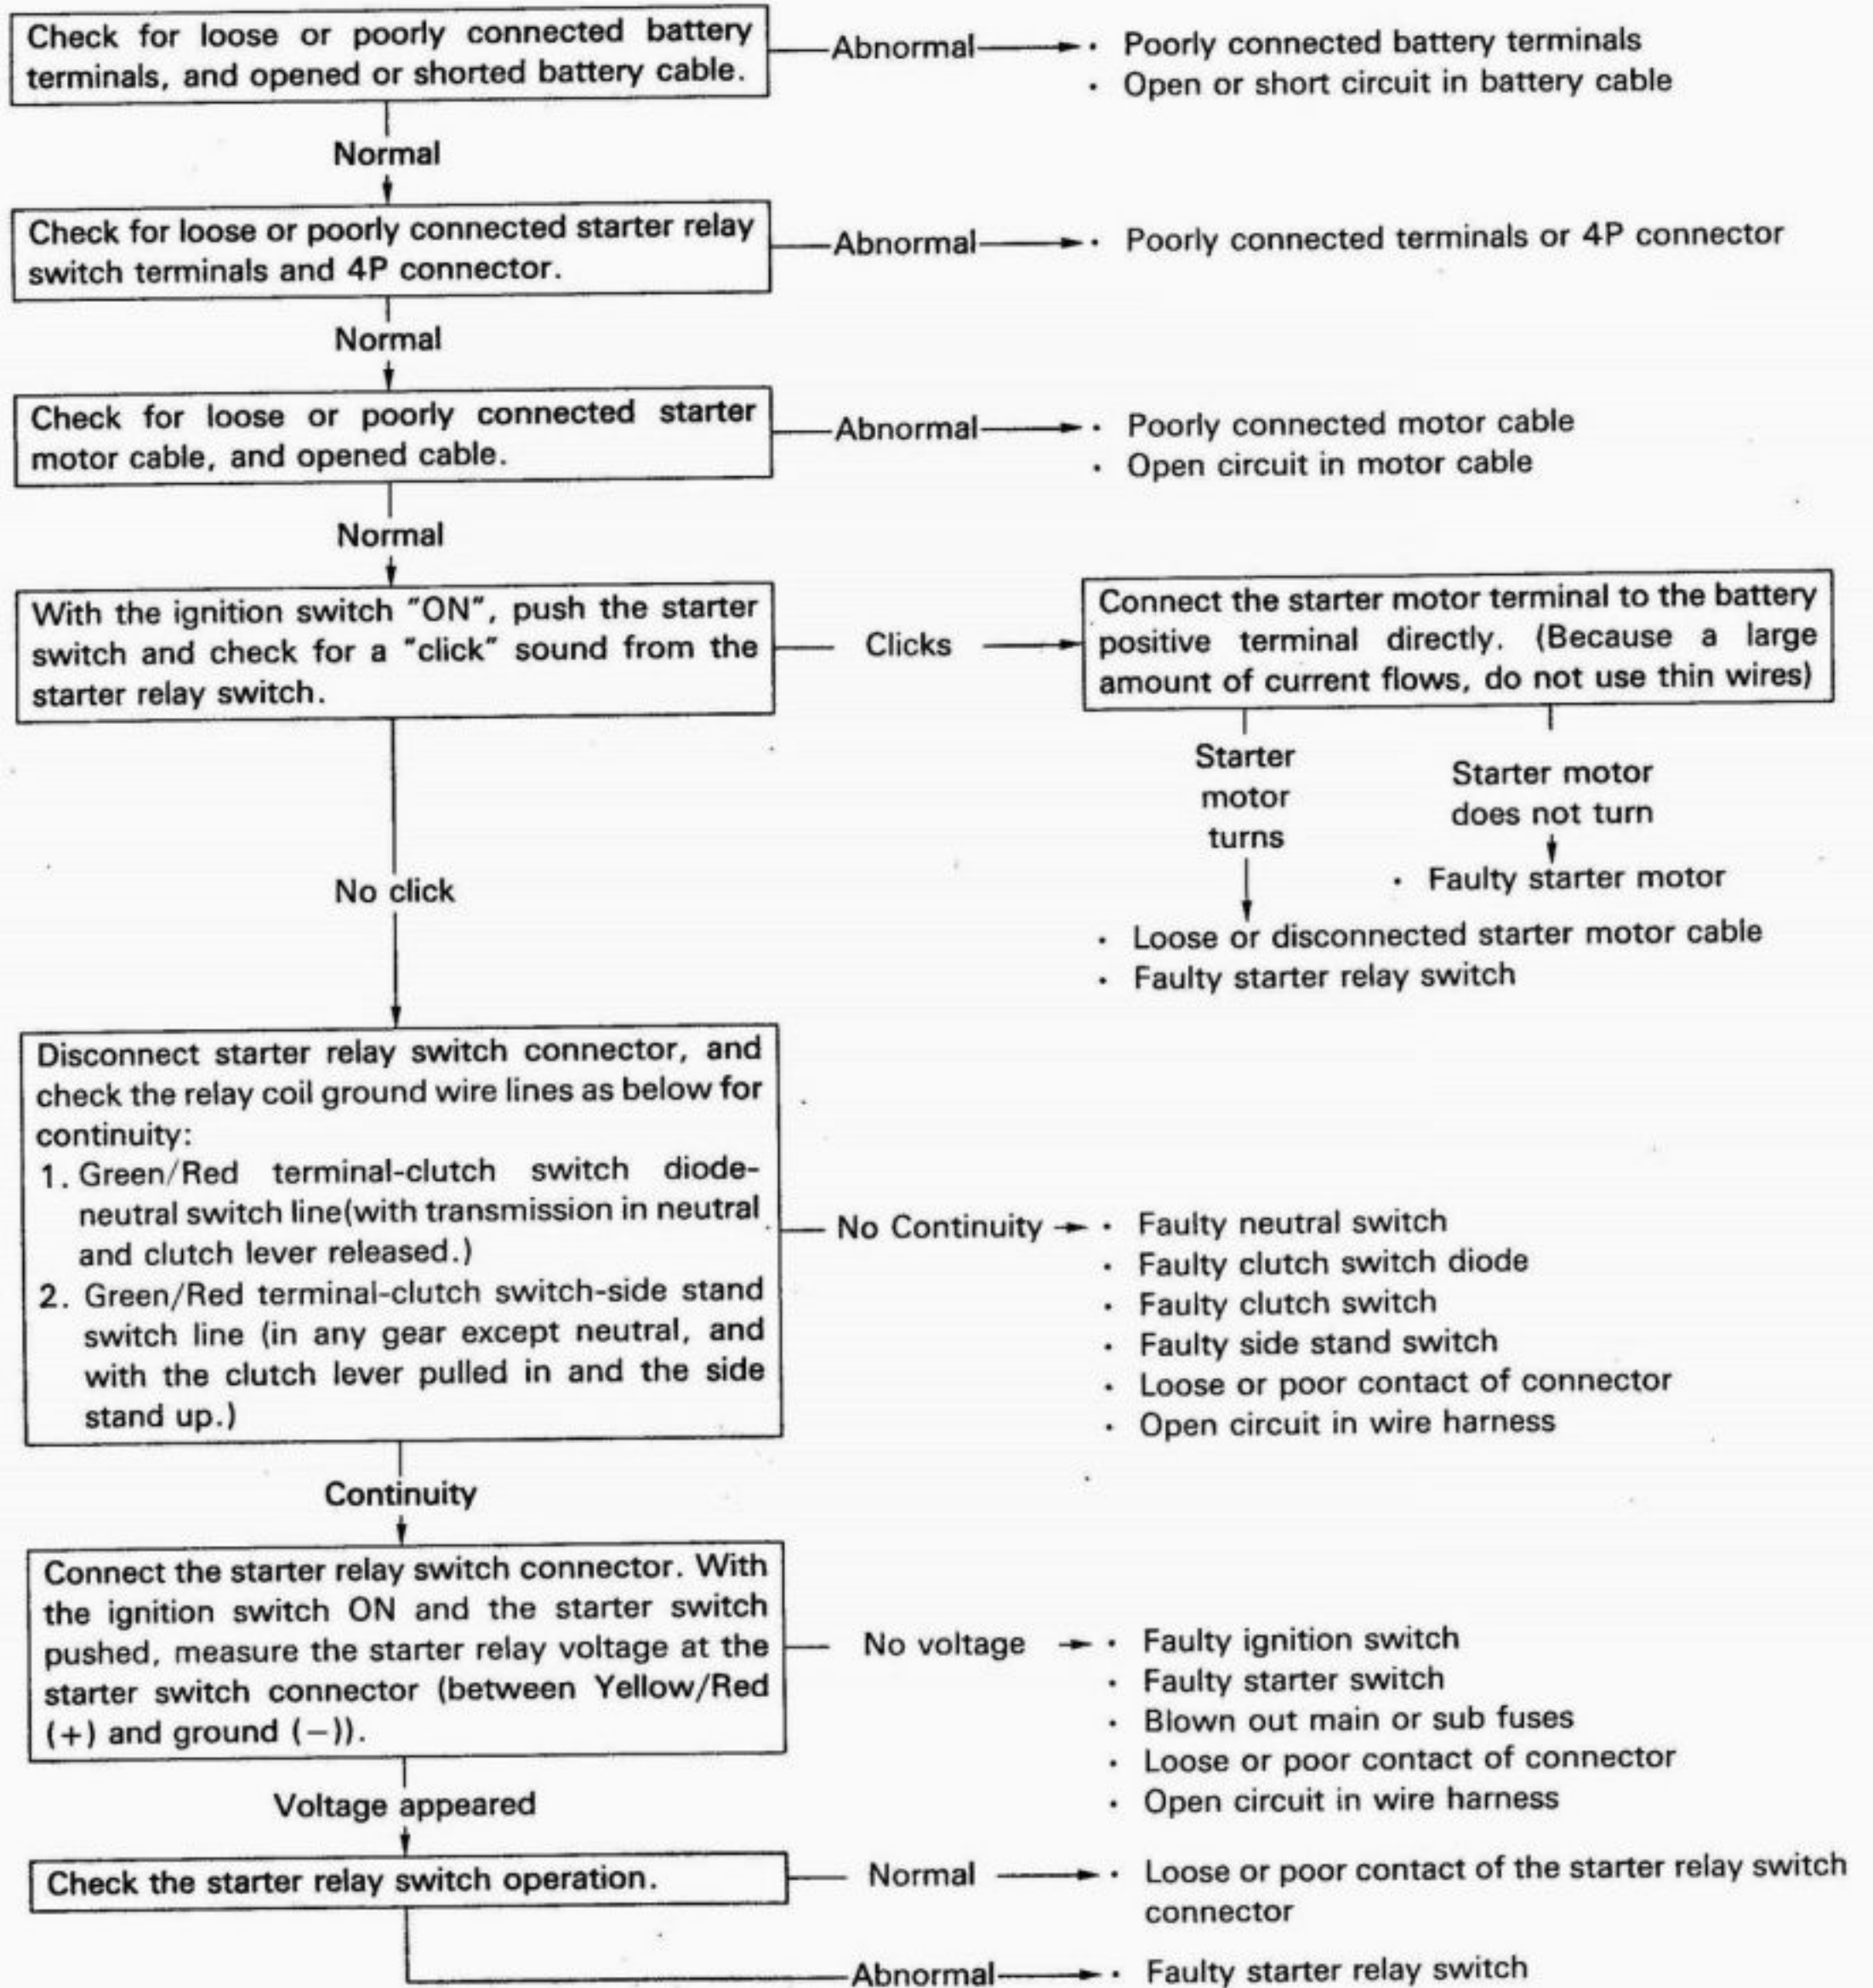 Check for loose or poorly connected battery
terminals, and opened or shorted battery cable.
Abnormal
· Poorly connected battery terminals
· Open or short circuit in battery cable
Normal
Check for loose or poorly connected starter relay
switch terminals and 4P connector.
Abnormal
· Poorly connected terminals or 4P connector
Normal
Check for loose or poorly connected starter
motor cable, and opened cable.
Abnormal
· Poorly connected motor cable
· Open circuit in motor cable
Normal
With the ignition switch "ON", push the starter
switch and check for a "click" sound from the
starter relay switch.
Clicks
Connect the starter motor terminal to the battery
positive terminal directly. (Because a large
amount of current flows, do not use thin wires)
Starter
motor
turns
Starter motor
does not turn
· Faulty starter motor
· Loose or disconnected starter motor cable
· Faulty starter relay switch
No click
Disconnect starter relay switch connector, and
check the relay coil ground wire lines as below for
continuity:
1. Green/Red terminal-clutch switch diode-
neutral switch line(with transmission in neutral
and clutch lever released.)
2. Green/Red terminal-clutch switch-side stand
switch line (in any gear except neutral, and
with the clutch lever pulled in and the side
stand up.)
No Continuity
· Faulty neutral switch
· Faulty clutch switch diode
· Faulty clutch switch
· Faulty side stand switch
· Loose or poor contact of connector
· Open circuit in wire harness
Continuity
Connect the starter relay switch connector. With
the ignition switch ON and the starter switch
pushed, measure the starter relay voltage at the
starter switch connector (between Yellow/Red
(+) and ground (−)).
No voltage
· Faulty ignition switch
· Faulty starter switch
· Blown out main or sub fuses
· Loose or poor contact of connector
· Open circuit in wire harness
Voltage appeared
Check the starter relay switch operation.
Normal
· Loose or poor contact of the starter relay switch
connector
Abnormal
· Faulty starter relay switch